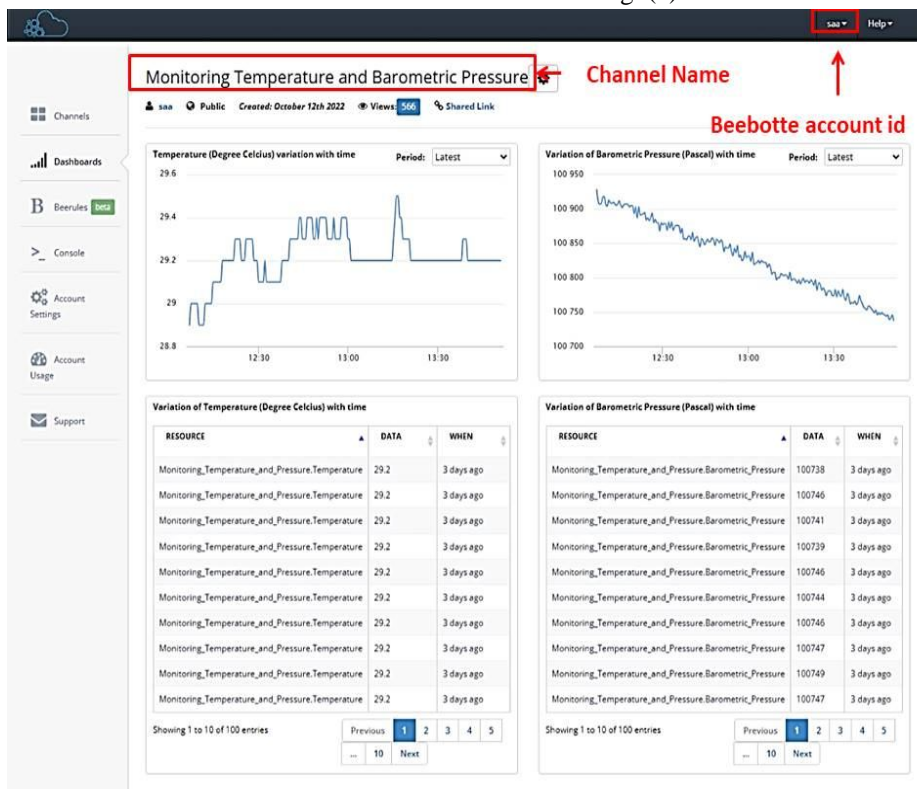 saa Help
Monitoring Temperature and Barometric Pressure
Channel Name
saa Public Created: October 12th 2022 Views: 566 Shared Link
Beebotte account id
Channels
Dashboards
B Beerules beta
>_ Console
Account Settings
Account Usage
Support
Temperature (Degree Celcius) variation with time Period: Latest
29.6
29.4
29.2
29
28.8
12:30 13:00 13:30
Variation of Barometric Pressure (Pascal) with time Period: Latest
100 950
100 900
100 850
100 800
100 750
100 700
12:30 13:00 13:30
Variation of Temperature (Degree Celcius) with time
RESOURCE DATA WHEN
Monitoring_Temperature_and_Pressure.Temperature 29.2 3 days ago
Monitoring_Temperature_and_Pressure.Temperature 29.2 3 days ago
Monitoring_Temperature_and_Pressure.Temperature 29.2 3 days ago
Monitoring_Temperature_and_Pressure.Temperature 29.2 3 days ago
Monitoring_Temperature_and_Pressure.Temperature 29.2 3 days ago
Monitoring_Temperature_and_Pressure.Temperature 29.2 3 days ago
Monitoring_Temperature_and_Pressure.Temperature 29.2 3 days ago
Monitoring_Temperature_and_Pressure.Temperature 29.2 3 days ago
Monitoring_Temperature_and_Pressure.Temperature 29.2 3 days ago
Monitoring_Temperature_and_Pressure.Temperature 29.2 3 days ago
Showing 1 to 10 of 100 entries Previous 1 2 3 4 5
... 10 Next
Variation of Barometric Pressure (Pascal) with time
RESOURCE DATA WHEN
Monitoring_Temperature_and_Pressure.Barometric_Pressure 100738 3 days ago
Monitoring_Temperature_and_Pressure.Barometric_Pressure 100746 3 days ago
Monitoring_Temperature_and_Pressure.Barometric_Pressure 100741 3 days ago
Monitoring_Temperature_and_Pressure.Barometric_Pressure 100739 3 days ago
Monitoring_Temperature_and_Pressure.Barometric_Pressure 100746 3 days ago
Monitoring_Temperature_and_Pressure.Barometric_Pressure 100744 3 days ago
Monitoring_Temperature_and_Pressure.Barometric_Pressure 100746 3 days ago
Monitoring_Temperature_and_Pressure.Barometric_Pressure 100747 3 days ago
Monitoring_Temperature_and_Pressure.Barometric_Pressure 100749 3 days ago
Monitoring_Temperature_and_Pressure.Barometric_Pressure 100747 3 days ago
Showing 1 to 10 of 100 entries Previous 1 2 3 4 5
... 10 Next